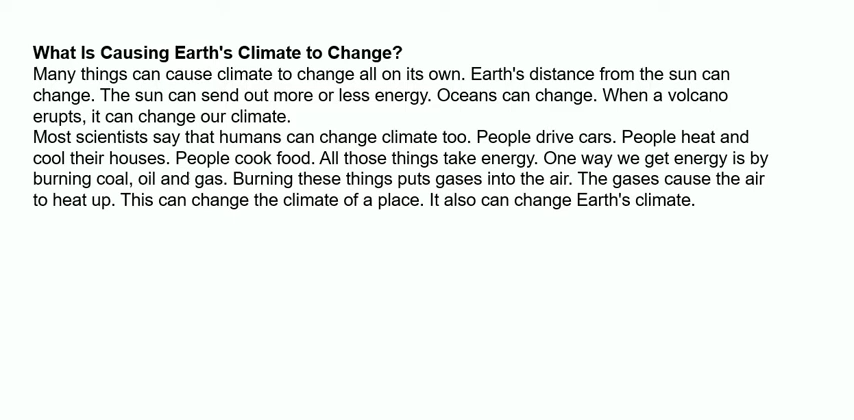 What Is Causing Earth's Climate to Change?
Many things can cause climate to change all on its own. Earth's distance from the sun can
change. The sun can send out more or less energy. Oceans can change. When a volcano
erupts, it can change our climate.
Most scientists say that humans can change climate too. People drive cars. People heat and
cool their houses. People cook food. All those things take energy. One way we get energy is by
burning coal, oil and gas. Burning these things puts gases into the air. The gases cause the air
to heat up. This can change the climate of a place. It also can change Earth's climate.